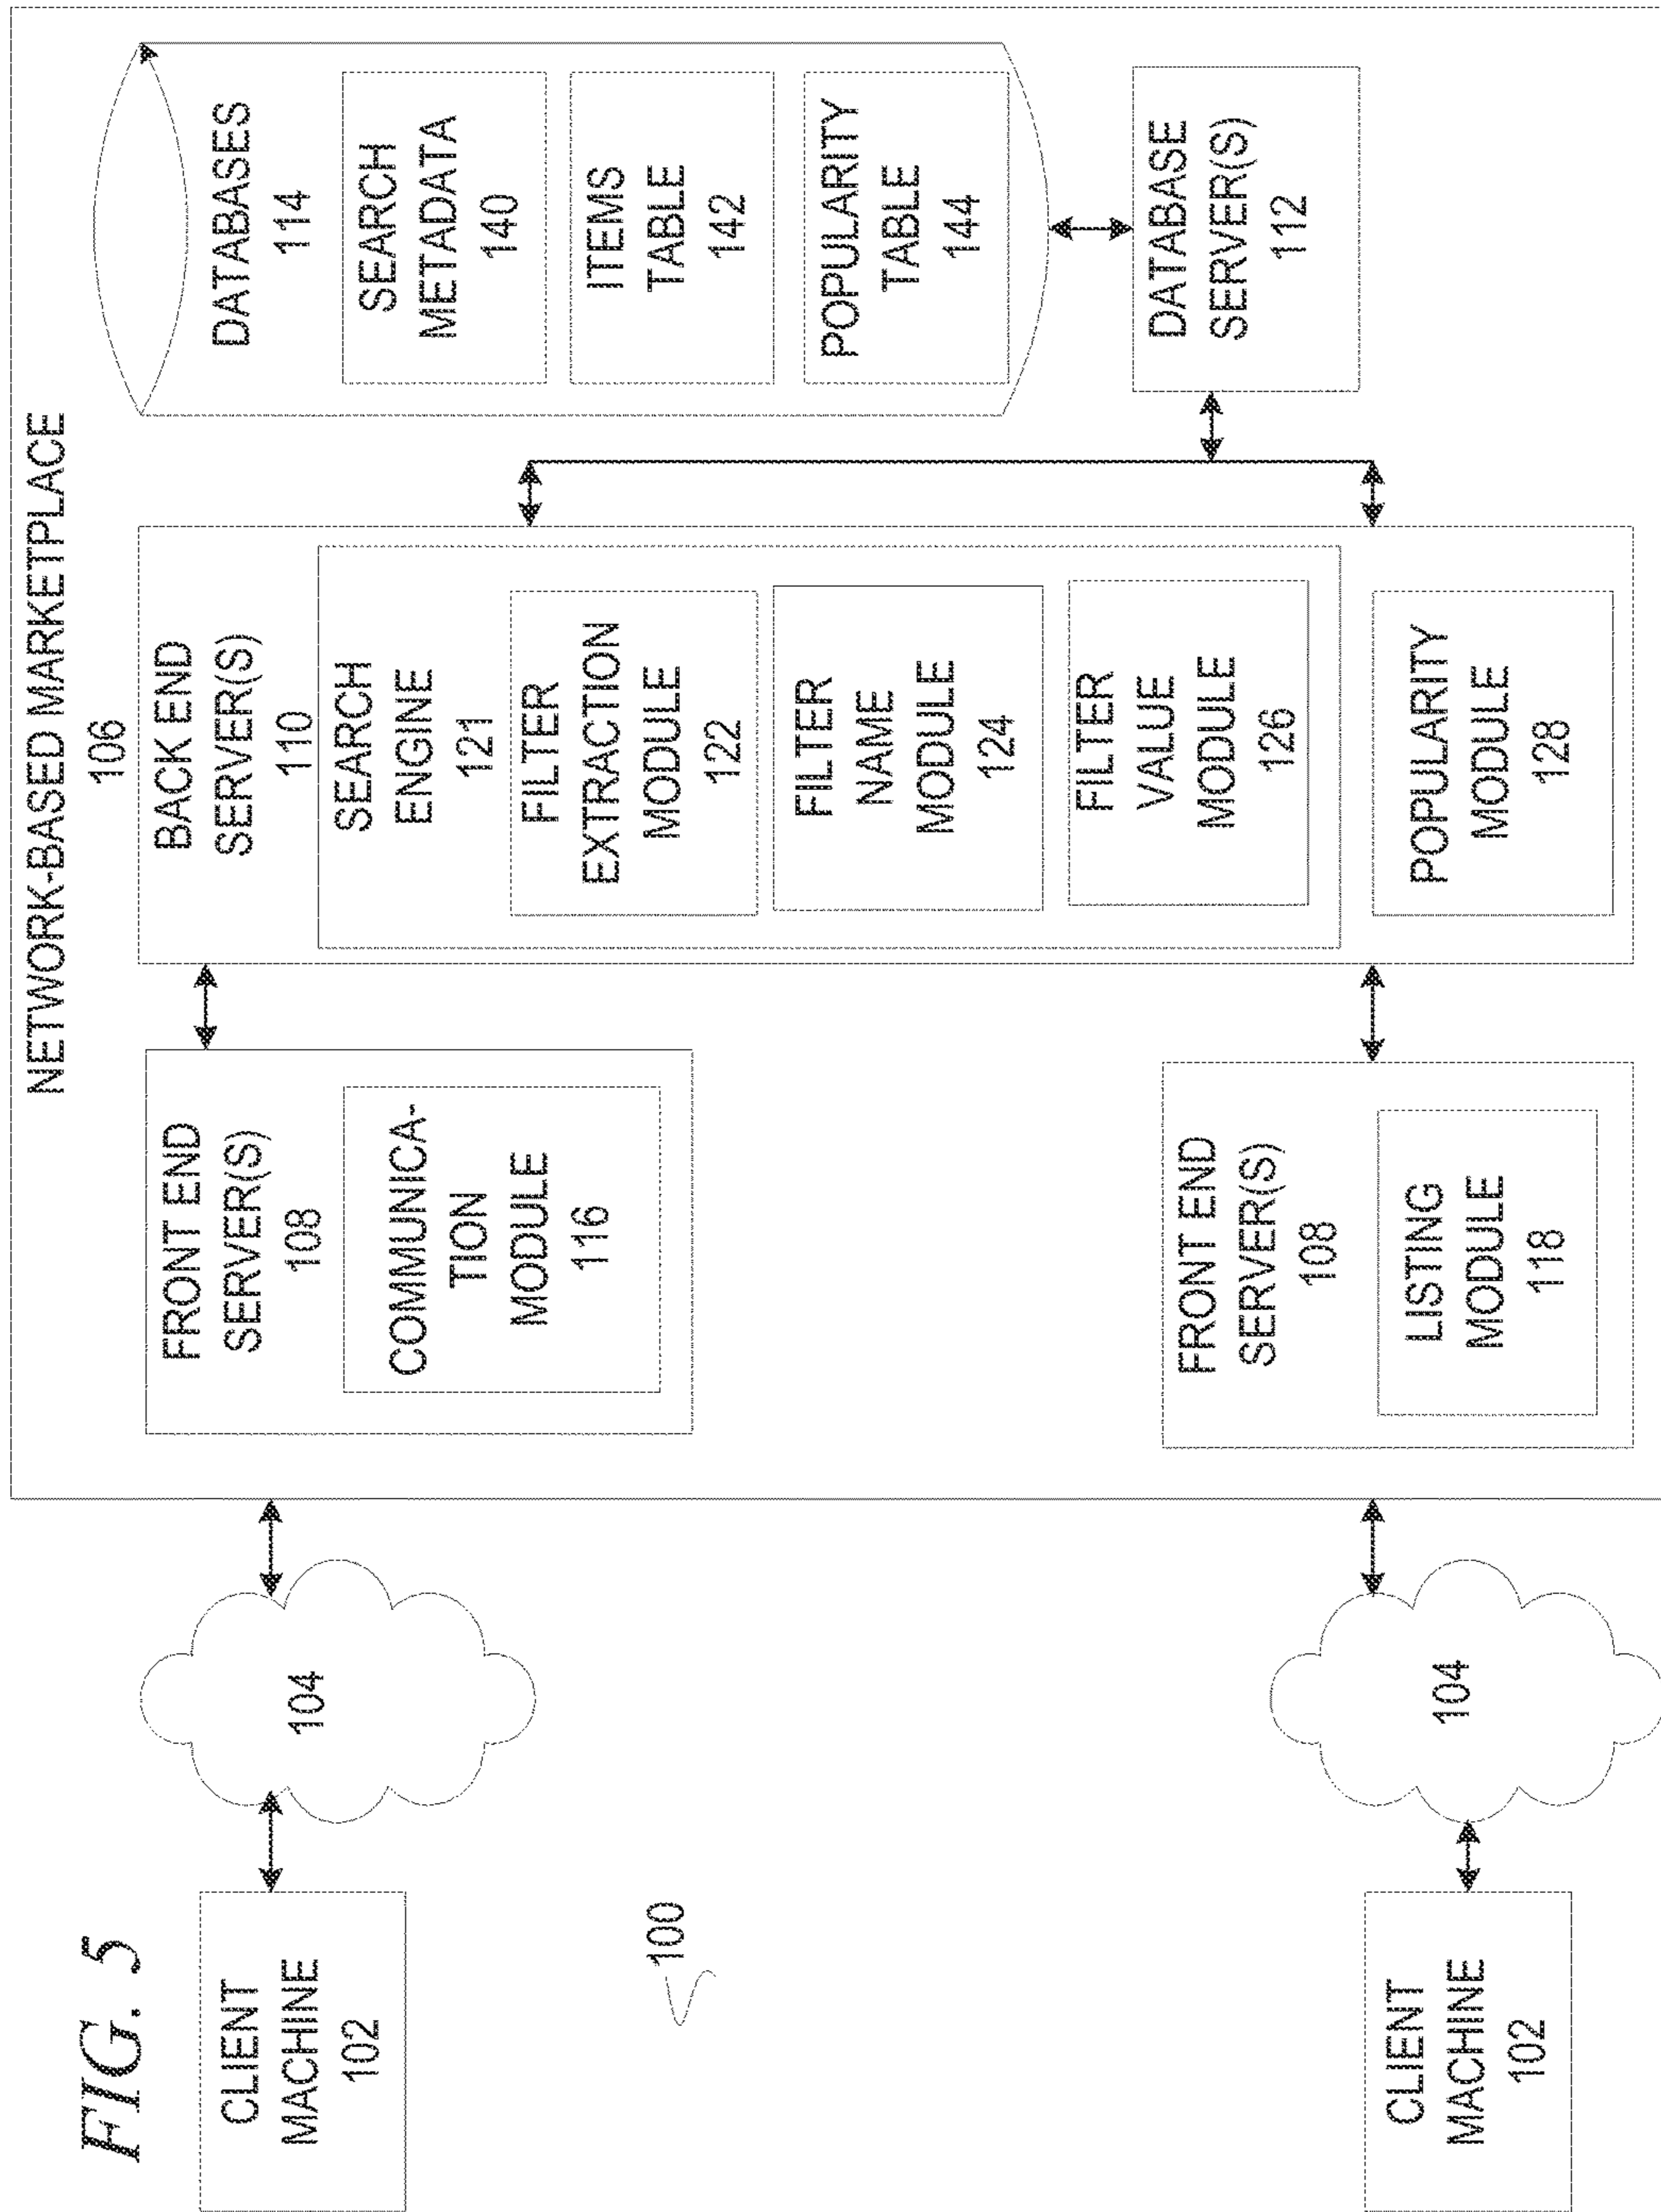 FIG. 5
CLIENT
MACHINE
102
104
100
CLIENT
MACHINE
102
104
NETWORK-BASED MARKETPLACE
106
FRONT END
SERVER(S)
108
COMMUNICA-
TION
MODULE
116
FRONT END
SERVER(S)
108
LISTING
MODULE
118
BACK END
SERVER(S)
110
SEARCH
ENGINE
121
FILTER
EXTRACTION
MODULE
122
FILTER
NAME
MODULE
124
FILTER
VALUE
MODULE
126
POPULARITY
MODULE
128
DATABASES
114
SEARCH
METADATA
140
ITEMS
TABLE
142
POPULARITY
TABLE
144
DATABASE
SERVER(S)
112